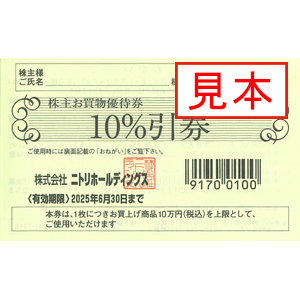 株主様
ご氏名
見本
株主お買物優待券
10%引券
ご使用時には裏面記載の「おねがい」をご覧下さい。
株式会社 ニトリホールディングス
9170 0100
〈有効期限〉2025年6月30日まで
本券は、1枚につきお買上げ商品10万円(税込)を上限として、
ご使用いただけます